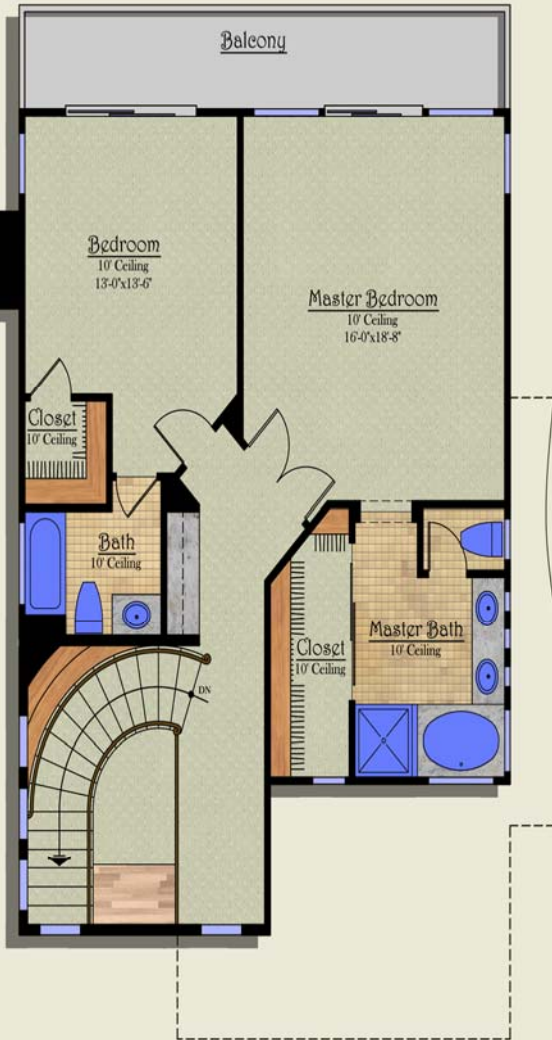 Balcony
Bedroom
10' Ceiling
13'-0"x13'-6"
Master Bedroom
10' Ceiling
16'-0"x18'-8"
Closet
10' Ceiling
Bath
10' Ceiling
Master Bath
10' Ceiling
Closet
10' Ceiling
DN